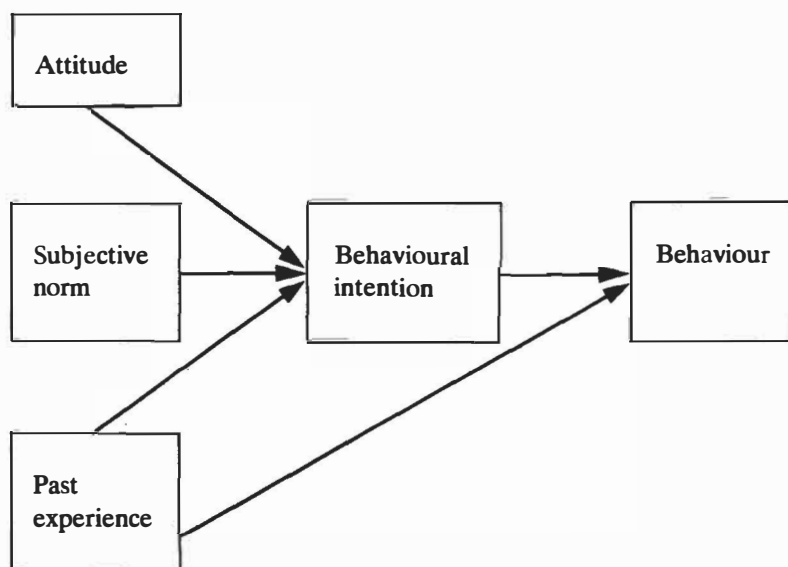 Attitude
Subjective
norm
Behavioural
intention
Behaviour
Past
experience